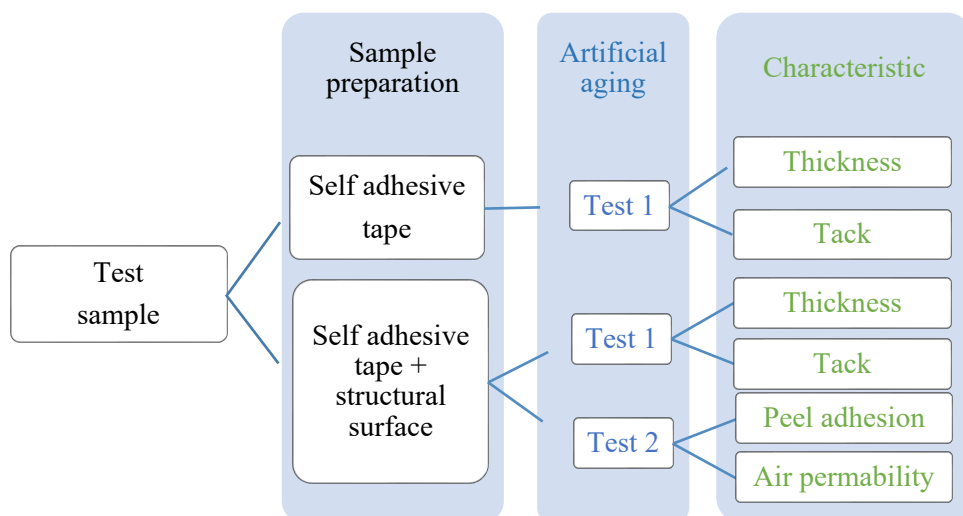 Sample
preparation
Artificial
aging
Characteristic
Test
sample
Self adhesive
tape
Test 1
Thickness
Tack
Self adhesive
tape +
structural
surface
Test 1
Thickness
Tack
Test 2
Peel adhesion
Air permability